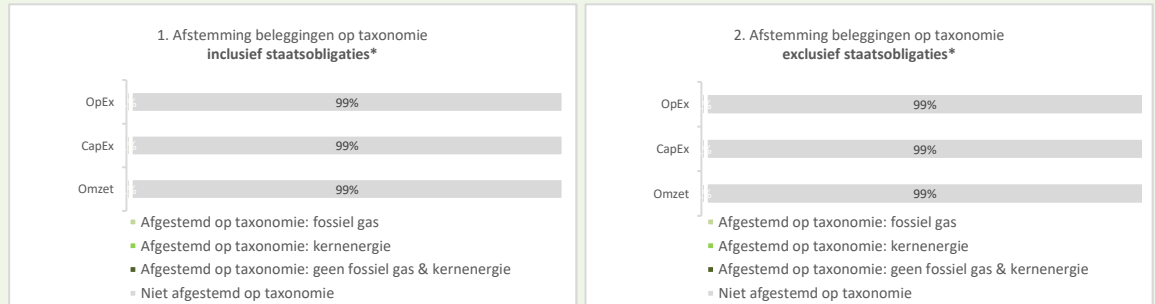 1. Afstemming beleggingen op taxonomie
inclusief staatsobligaties*
OpEx
99%
CapEx
99%
Omzet
99%
Afgestemd op taxonomie: fossiel gas
Afgestemd op taxonomie: kernenergie
Afgestemd op taxonomie: geen fossiel gas & kernenergie
Niet afgestemd op taxonomie
2. Afstemming beleggingen op taxonomie
exclusief staatsobligaties*
OpEx
99%
CapEx
99%
Omzet
99%
Afgestemd op taxonomie: fossiel gas
Afgestemd op taxonomie: kernenergie
Afgestemd op taxonomie: geen fossiel gas & kernenergie
Niet afgestemd op taxonomie